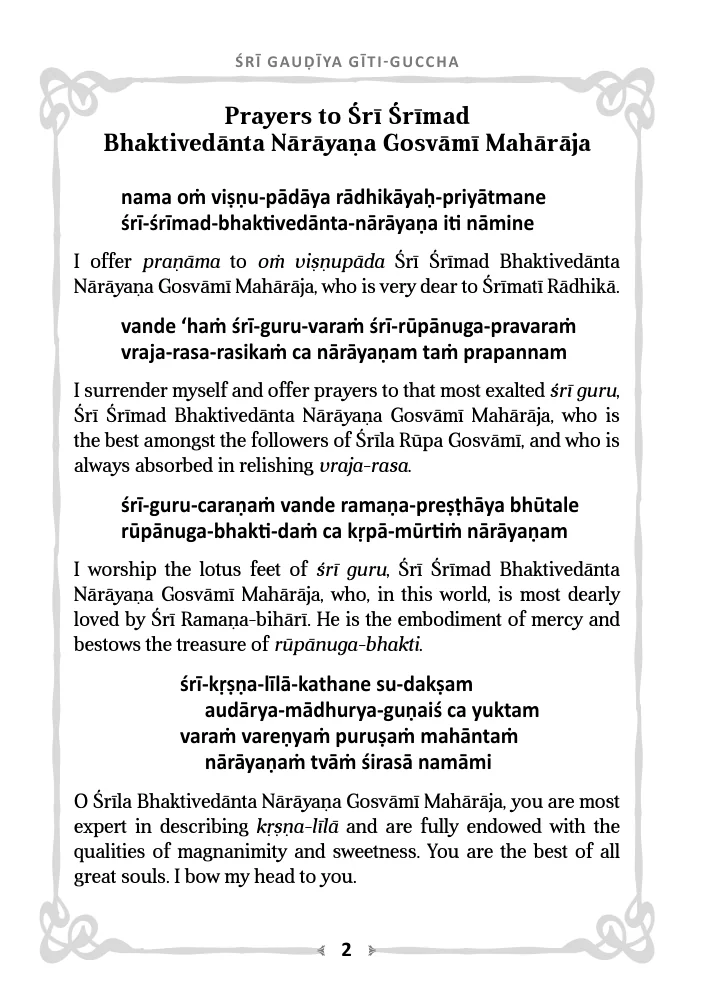 ŚRĪ GAUḌĪYA GĪTI-GUCCHA
Prayers to Śrī Śrīmad
Bhaktivedānta Nārāyaṇa Gosvāmī Mahārāja
nama oṁ viṣṇu-pādāya rādhikāyaḥ-priyātmane
śrī-śrīmad-bhaktivedānta-nārāyaṇa iti nāmine
I offer praṇāma to oṁ viṣṇupāda Śrī Śrīmad Bhaktivedānta
Nārāyaṇa Gosvāmī Mahārāja, who is very dear to Śrīmatī Rādhikā.
vande ‘haṁ śrī-guru-varaṁ śrī-rūpānuga-pravaraṁ
vraja-rasa-rasikaṁ ca nārāyaṇam taṁ prapannam
I surrender myself and offer prayers to that most exalted śrī guru,
Śrī Śrīmad Bhaktivedānta Nārāyaṇa Gosvāmī Mahārāja, who is
the best amongst the followers of Śrīla Rūpa Gosvāmī, and who is
always absorbed in relishing vraja-rasa.
śrī-guru-caraṇaṁ vande ramaṇa-preṣṭhāya bhūtale
rūpānuga-bhakti-daṁ ca kṛpā-mūrtiṁ nārāyaṇam
I worship the lotus feet of śrī guru, Śrī Śrīmad Bhaktivedānta
Nārāyaṇa Gosvāmī Mahārāja, who, in this world, is most dearly
loved by Śrī Ramaṇa-bihārī. He is the embodiment of mercy and
bestows the treasure of rūpānuga-bhakti.
śrī-kṛṣṇa-līlā-kathane su-dakṣam
audārya-mādhurya-guṇaiś ca yuktam
varaṁ vareṇyaṁ puruṣaṁ mahāntaṁ
nārāyaṇaṁ tvāṁ śirasā namāmi
O Śrīla Bhaktivedānta Nārāyaṇa Gosvāmī Mahārāja, you are most
expert in describing kṛṣṇa-līlā and are fully endowed with the
qualities of magnanimity and sweetness. You are the best of all
great souls. I bow my head to you.
2